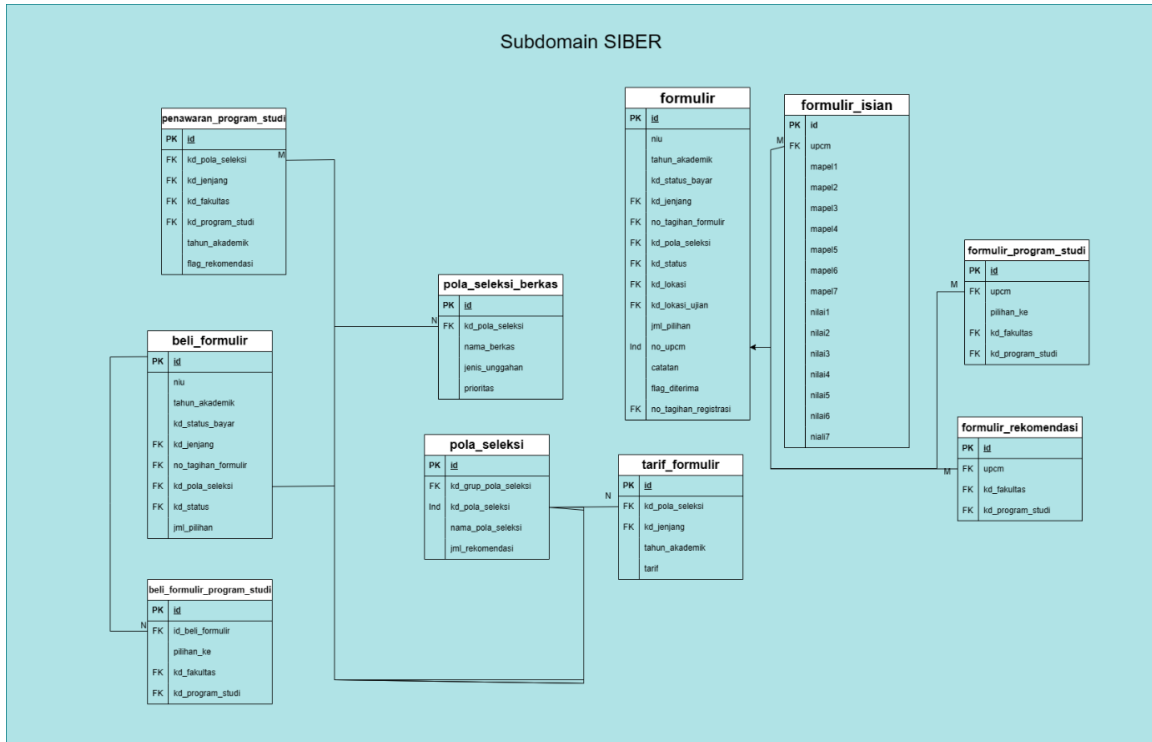 Subdomain SIBER
penawaran_program_studi
PK id
FK kd_pola_seleksi
M
FK kd_jenjang
FK kd_fakultas
FK kd_program_studi
tahun_akademik
flag_rekomendasi
beli_formulir
PK id
niu
tahun_akademik
kd_status_bayar
FK kd_jenjang
FK no_tagihan_formulir
FK kd_pola_seleksi
FK kd_status
jml_pilihan
beli_formulir_program_studi
PK id
N FK id_beli_formulir
pilihan_ke
FK kd_fakultas
FK kd_program_studi
pola_seleksi_berkas
PK id
N FK kd_pola_seleksi
nama_berkas
jenis_unggahan
prioritas
pola_seleksi
PK id
FK kd_grup_pola_seleksi
Ind kd_pola_seleksi
nama_pola_seleksi
jml_rekomendasi
formulir
PK id
niu
tahun_akademik
kd_status_bayar
FK kd_jenjang
FK no_tagihan_formulir
FK kd_pola_seleksi
FK kd_status
FK kd_lokasi
FK kd_lokasi_ujian
jml_pilihan
Ind no_upcm
catatan
flag_diterima
FK no_tagihan_registrasi
tarif_formulir
PK id
N
FK kd_pola_seleksi
FK kd_jenjang
tahun_akademik
tarif
formulir_isian
PK id
M FK upcm
mapel1
mapel2
mapel3
mapel4
mapel5
mapel6
mapel7
nilai1
nilai2
nilai3
nilai4
nilai5
nilai6
niali7
formulir_program_studi
PK id
M
FK upcm
pilihan_ke
FK kd_fakultas
FK kd_program_studi
formulir_rekomendasi
PK id
M FK upcm
FK kd_fakultas
FK kd_program_studi